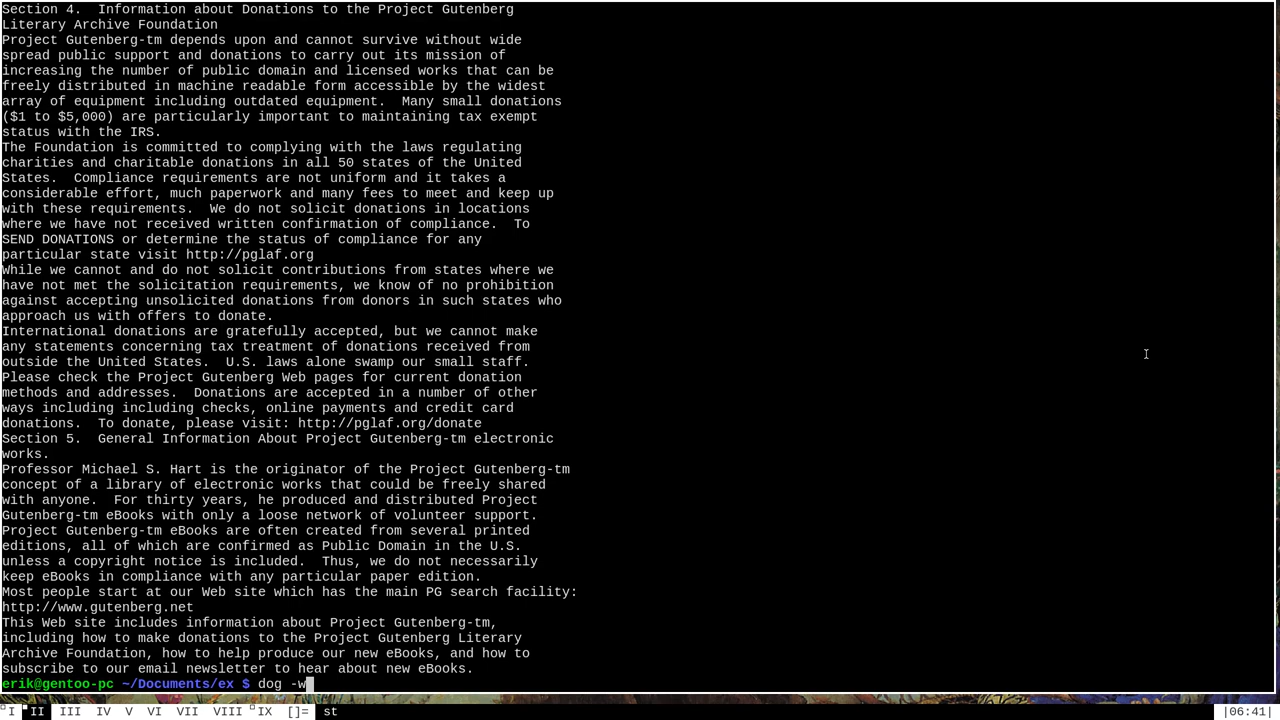 Section 4.  Information about Donations to the Project Gutenberg
Literary Archive Foundation
Project Gutenberg-tm depends upon and cannot survive without wide
spread public support and donations to carry out its mission of
increasing the number of public domain and licensed works that can be
freely distributed in machine readable form accessible by the widest
array of equipment including outdated equipment.  Many small donations
($1 to $5,000) are particularly important to maintaining tax exempt
status with the IRS.
The Foundation is committed to complying with the laws regulating
charities and charitable donations in all 50 states of the United
States.  Compliance requirements are not uniform and it takes a
considerable effort, much paperwork and many fees to meet and keep up
with these requirements.  We do not solicit donations in locations
where we have not received written confirmation of compliance.  To
SEND DONATIONS or determine the status of compliance for any
particular state visit http://pglaf.org
While we cannot and do not solicit contributions from states where we
have not met the solicitation requirements, we know of no prohibition
against accepting unsolicited donations from donors in such states who
approach us with offers to donate.
International donations are gratefully accepted, but we cannot make
any statements concerning tax treatment of donations received from
outside the United States.  U.S. laws alone swamp our small staff.
Please check the Project Gutenberg Web pages for current donation
methods and addresses.  Donations are accepted in a number of other
ways including including checks, online payments and credit card
donations.  To donate, please visit: http://pglaf.org/donate
Section 5.  General Information About Project Gutenberg-tm electronic
works.
Professor Michael S. Hart is the originator of the Project Gutenberg-tm
concept of a library of electronic works that could be freely shared
with anyone.  For thirty years, he produced and distributed Project
Gutenberg-tm eBooks with only a loose network of volunteer support.
Project Gutenberg-tm eBooks are often created from several printed
editions, all of which are confirmed as Public Domain in the U.S.
unless a copyright notice is included.  Thus, we do not necessarily
keep eBooks in compliance with any particular paper edition.
Most people start at our Web site which has the main PG search facility:
http://www.gutenberg.net
This Web site includes information about Project Gutenberg-tm,
including how to make donations to the Project Gutenberg Literary
Archive Foundation, how to help produce our new eBooks, and how to
subscribe to our email newsletter to hear about new eBooks.
erik@gentoo-pc ~/Documents/ex $ dog -w
I II III IV V VI VII VIII IX []= st |06:41|